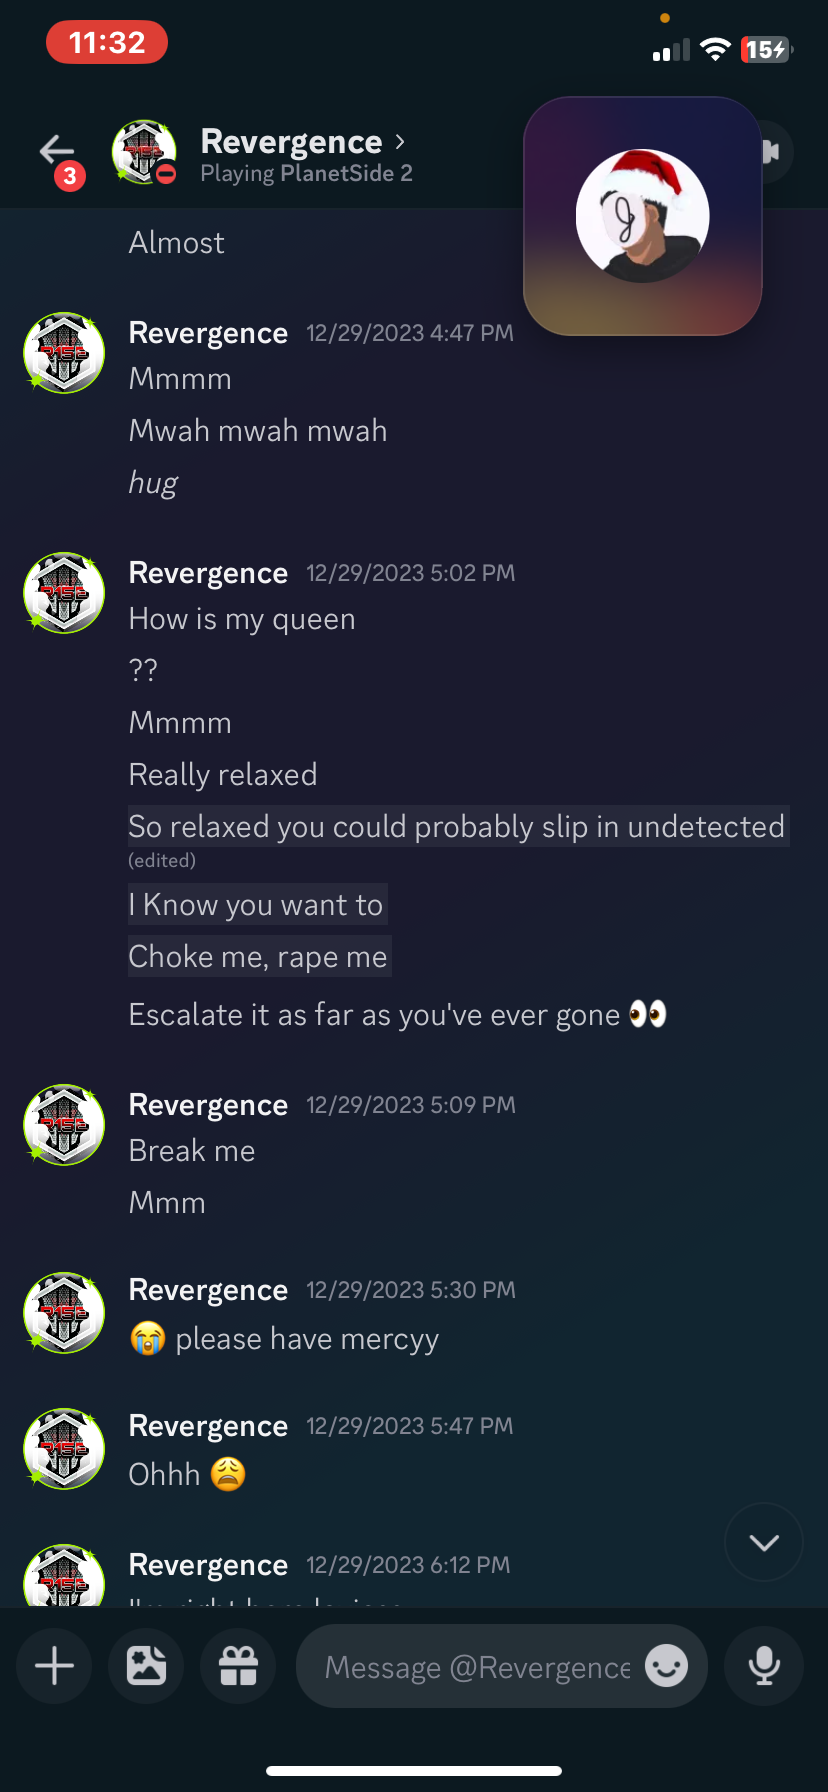 11:32
15
3
Revergence
Playing PlanetSide 2
Almost
Revergence 12/29/2023 4:47 PM
Mmmm
Mwah mwah mwah
hug
Revergence 12/29/2023 5:02 PM
How is my queen
??
Mmmm
Really relaxed
So relaxed you could probably slip in undetected
(edited)
I Know you want to
Choke me, rape me
Escalate it as far as you've ever gone 👀
Revergence 12/29/2023 5:09 PM
Break me
Mmm
Revergence 12/29/2023 5:30 PM
😭 please have mercyy
Revergence 12/29/2023 5:47 PM
Ohhh 😩
Revergence 12/29/2023 6:12 PM
Message @Revergence